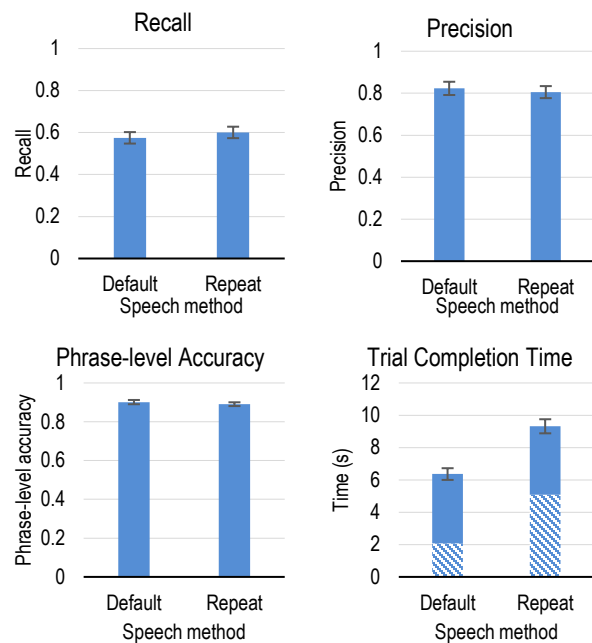 Recall
1
0.8
0.6
0.4
0.2
0
Recall
Default Repeat
Speech method
Precision
1
0.8
0.6
0.4
0.2
0
Precision
Default Repeat
Speech method
Phrase-level Accuracy
1
0.8
0.6
0.4
0.2
0
Phrase-level accuracy
Default Repeat
Speech method
Trial Completion Time
12
10
8
6
4
2
0
Time (s)
Default Repeat
Speech method